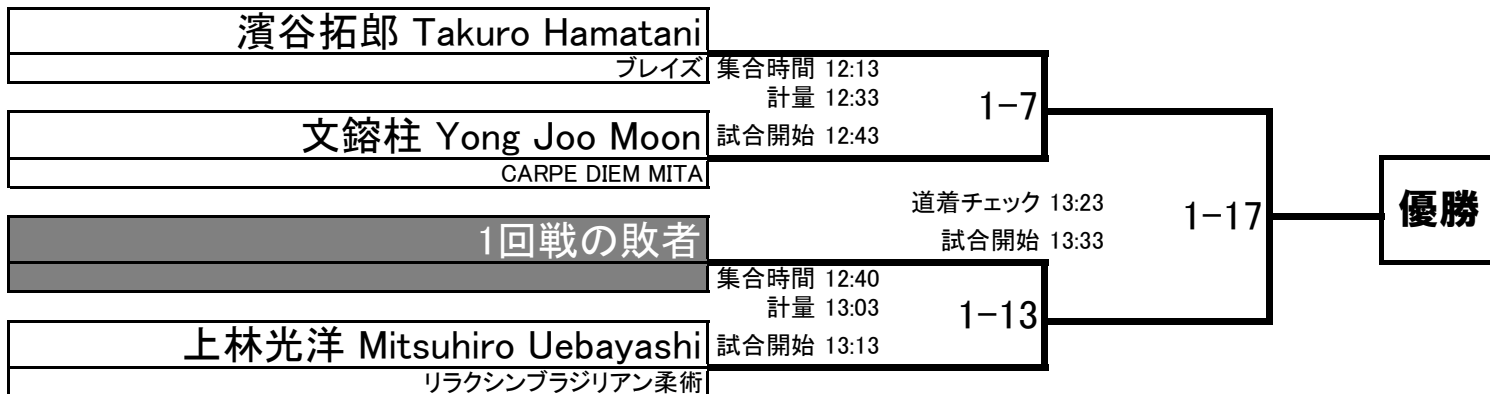 濱谷拓郎 Takuro Hamatani
ブレイズ
集合時間 12:13
計量 12:33
1-7
文鎔柱 Yong Joo Moon
試合開始 12:43
CARPE DIEM MITA
道着チェック 13:23
1-17
優勝
1回戦の敗者
試合開始 13:33
集合時間 12:40
計量 13:03
1-13
上林光洋 Mitsuhiro Uebayashi
試合開始 13:13
リラクシンブラジリアン柔術